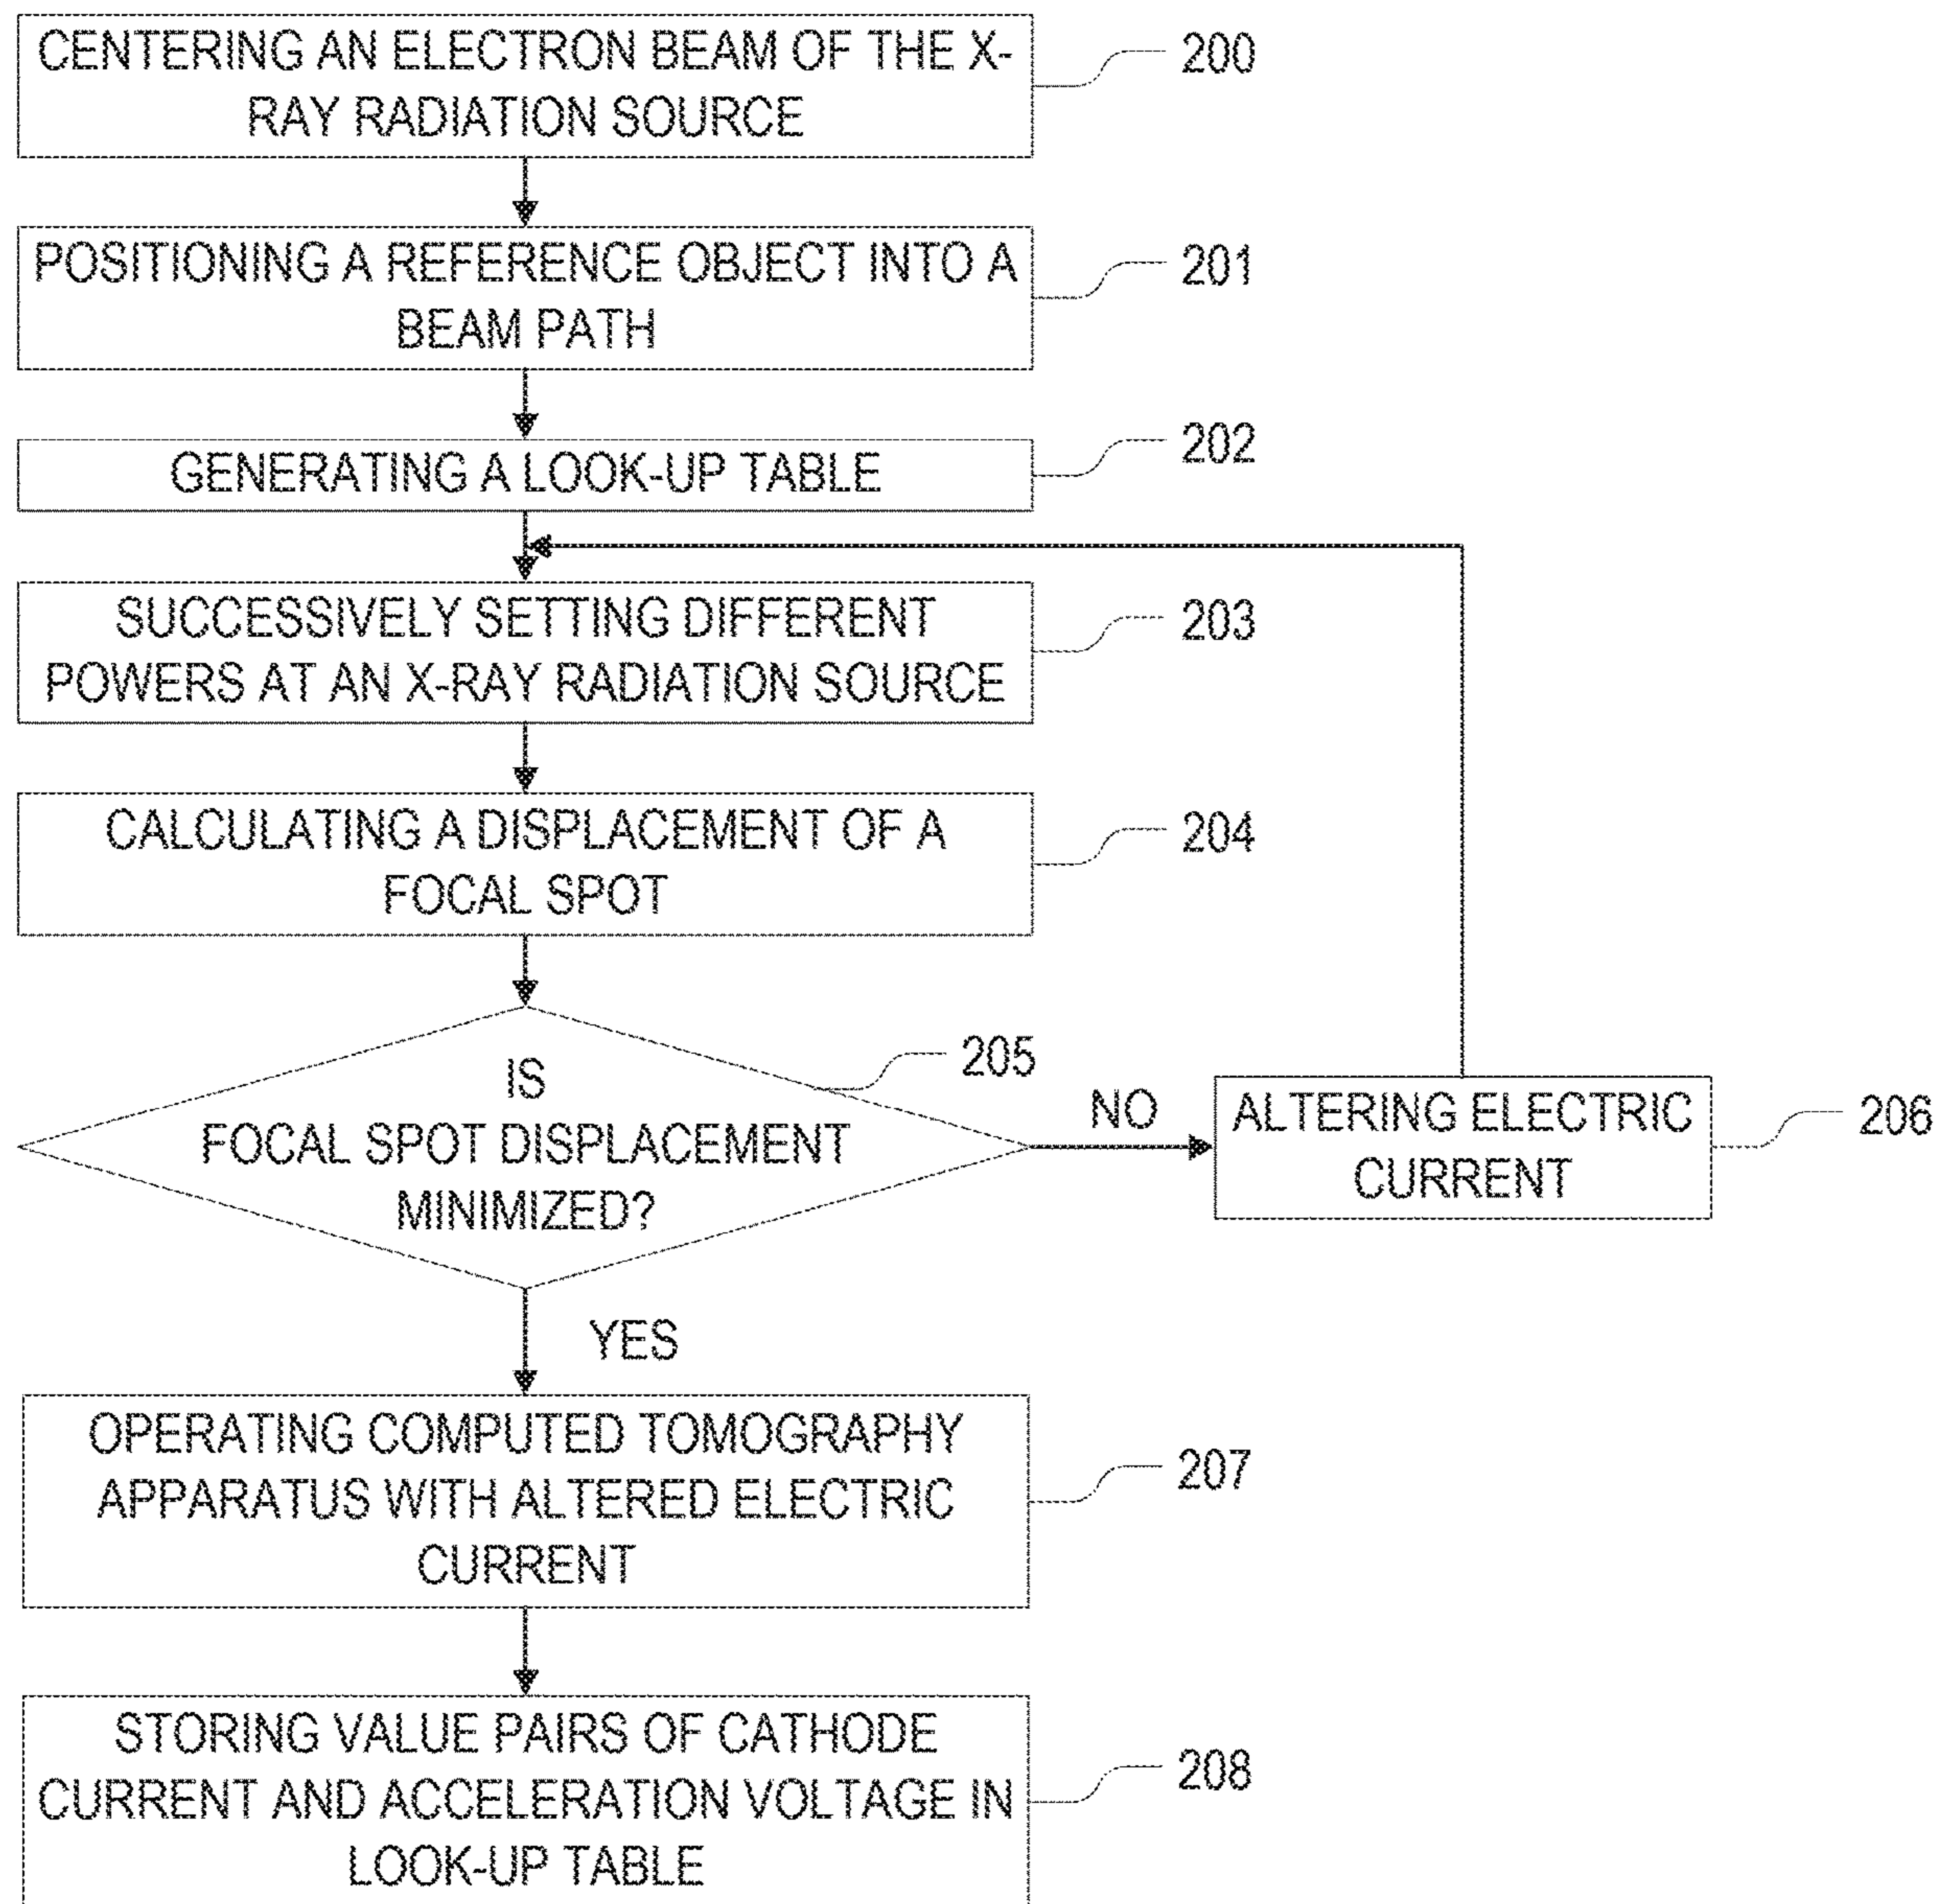 CENTERING AN ELECTRON BEAM OF THE X-
RAY RADIATION SOURCE
200
POSITIONING A REFERENCE OBJECT INTO A
BEAM PATH
201
GENERATING A LOOK-UP TABLE
202
SUCCESSIVELY SETTING DIFFERENT
POWERS AT AN X-RAY RADIATION SOURCE
203
CALCULATING A DISPLACEMENT OF A
FOCAL SPOT
204
IS
FOCAL SPOT DISPLACEMENT
MINIMIZED?
205
NO
ALTERING ELECTRIC
CURRENT
206
YES
OPERATING COMPUTED TOMOGRAPHY
APPARATUS WITH ALTERED ELECTRIC
CURRENT
207
STORING VALUE PAIRS OF CATHODE
CURRENT AND ACCELERATION VOLTAGE IN
LOOK-UP TABLE
208